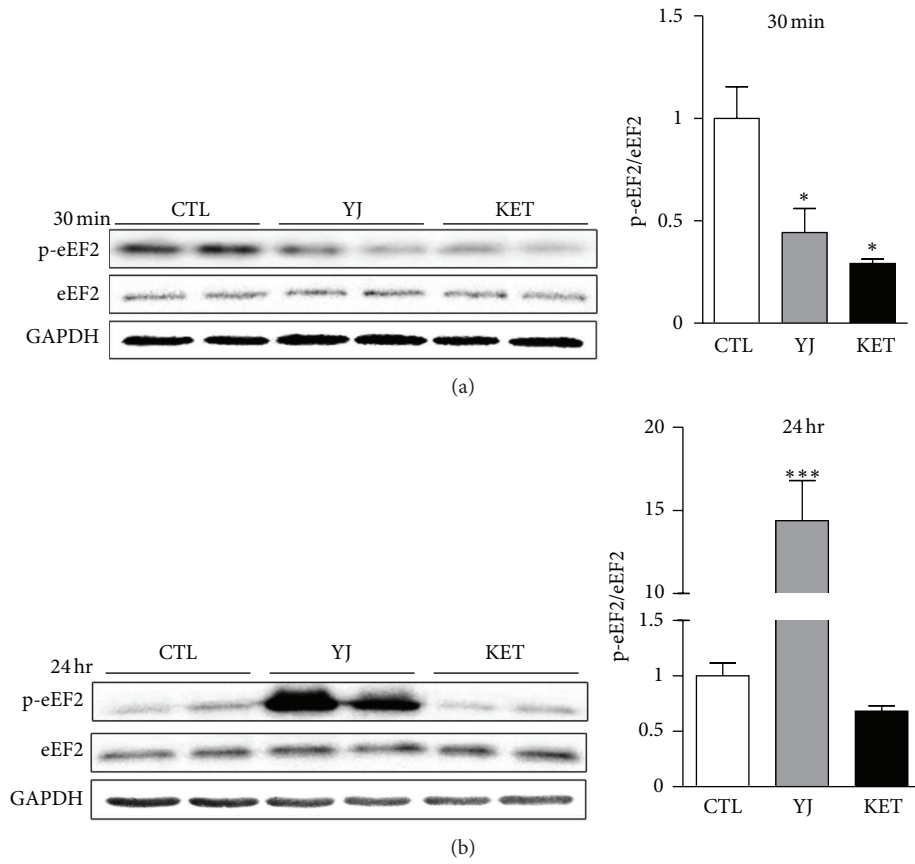 30 min
CTL YJ KET
p-eEF2
eEF2
GAPDH
30 min
p-eEF2/eEF2
1.5
1
0.5
0
*
*
CTL YJ KET
(a)
24 hr
CTL YJ KET
p-eEF2
eEF2
GAPDH
24 hr
p-eEF2/eEF2
20
15
10
1.5
1
0.5
0
***
CTL YJ KET
(b)